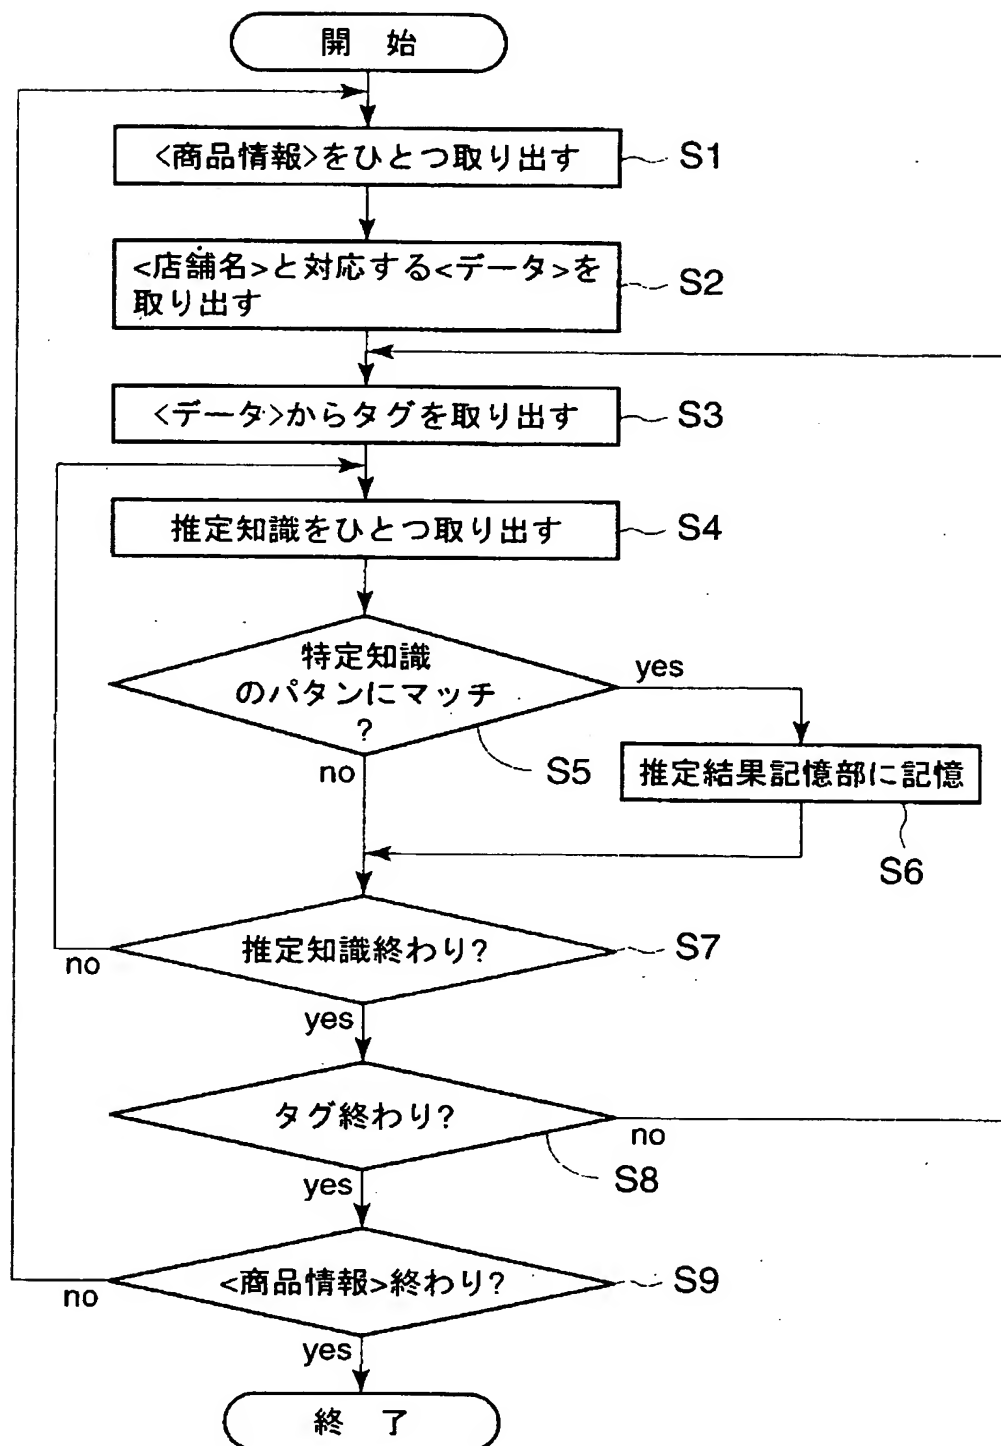 開 始
<商品情報>をひとつ取り出す
S1
<店舗名>と対応する<データ>を
取り出す
S2
<データ>からタグを取り出す
S3
推定知識をひとつ取り出す
S4
特定知識
のパタンにマッチ
?
yes
no
S5
推定結果記憶部に記憶
S6
推定知識終わり?
S7
no
yes
タグ終わり?
no
S8
yes
<商品情報>終わり?
S9
no
yes
終 了